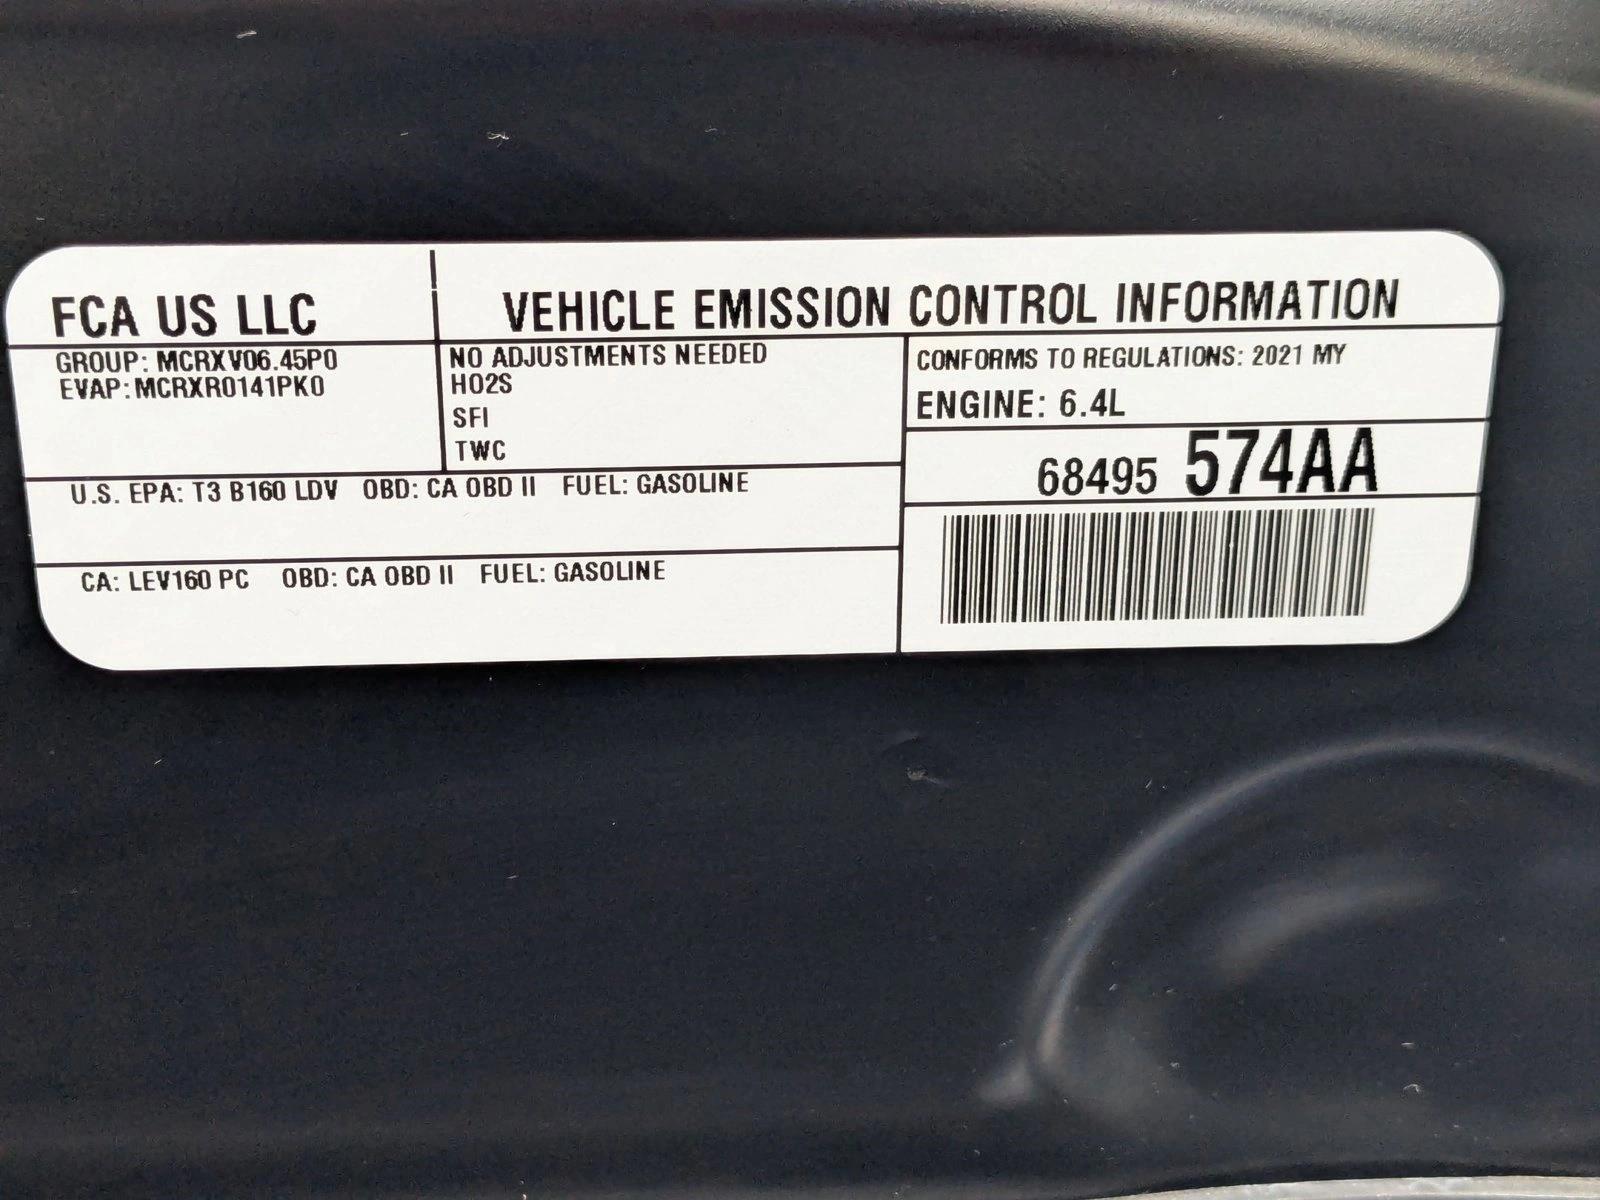 FCA US LLC
VEHICLE EMISSION CONTROL INFORMATION
GROUP: MCRXV06.45P0
EVAP: MCRXR0141PK0
NO ADJUSTMENTS NEEDED
HO2S
SFI
TWC
CONFORMS TO REGULATIONS: 2021 MY
ENGINE: 6.4L
68495 574AA
U.S. EPA: T3 B160 LDV OBD: CA OBD II FUEL: GASOLINE
CA: LEV160 PC OBD: CA OBD II FUEL: GASOLINE